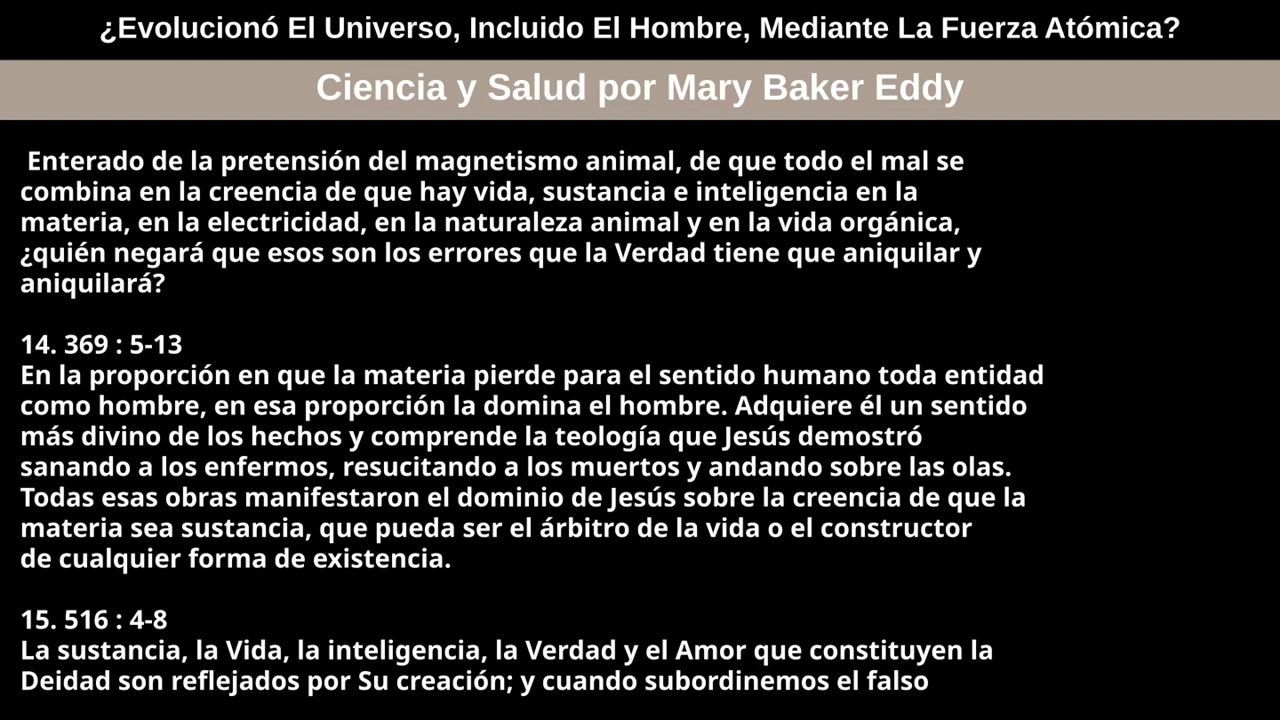 ¿Evolucionó El Universo, Incluido El Hombre, Mediante La Fuerza Atómica?
Ciencia y Salud por Mary Baker Eddy
Enterado de la pretensión del magnetismo animal, de que todo el mal se
combina en la creencia de que hay vida, sustancia e inteligencia en la
materia, en la electricidad, en la naturaleza animal y en la vida orgánica,
¿quién negará que esos son los errores que la Verdad tiene que aniquilar y
aniquilará?
14. 369 : 5-13
En la proporción en que la materia pierde para el sentido humano toda entidad
como hombre, en esa proporción la domina el hombre. Adquiere él un sentido
más divino de los hechos y comprende la teología que Jesús demostró
sanando a los enfermos, resucitando a los muertos y andando sobre las olas.
Todas esas obras manifestaron el dominio de Jesús sobre la creencia de que la
materia sea sustancia, que pueda ser el árbitro de la vida o el constructor
de cualquier forma de existencia.
15. 516 : 4-8
La sustancia, la Vida, la inteligencia, la Verdad y el Amor que constituyen la
Deidad son reflejados por Su creación; y cuando subordinemos el falso